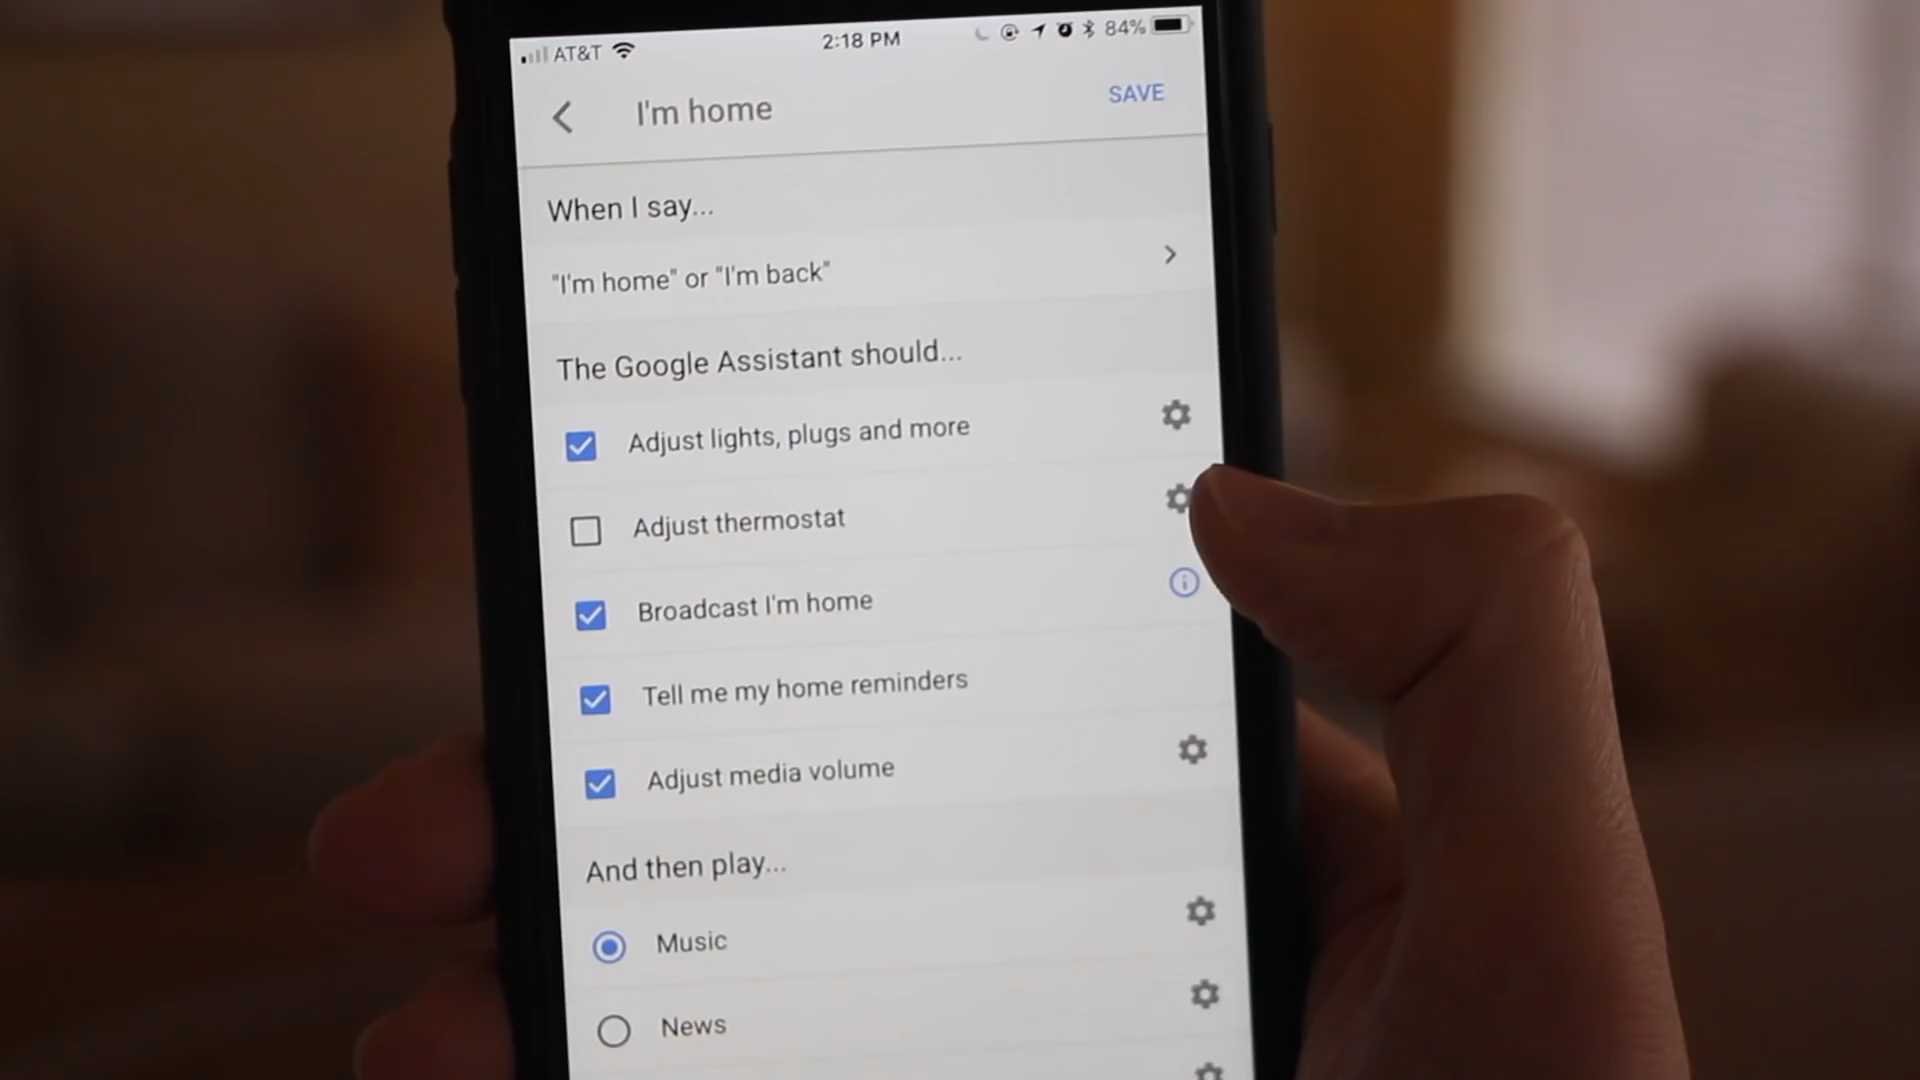 AT&T 2:18 PM 84%
I'm home SAVE
When I say...
"I'm home" or "I'm back"
The Google Assistant should...
Adjust lights, plugs and more
Adjust thermostat
Broadcast I'm home
Tell me my home reminders
Adjust media volume
And then play...
Music
News